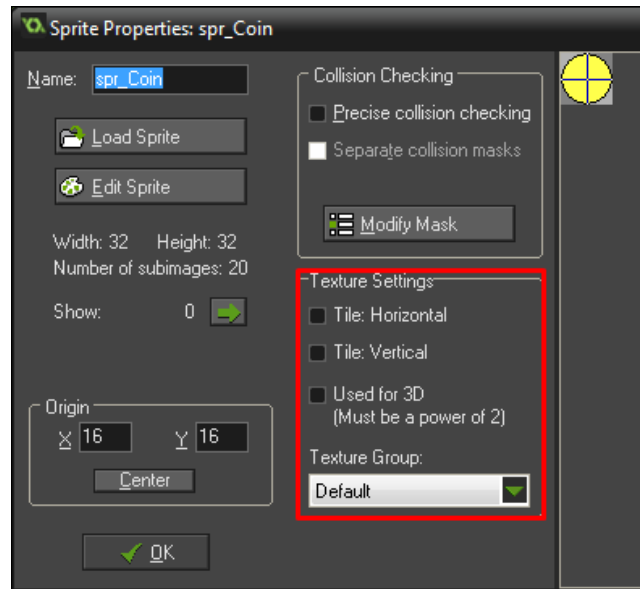 Sprite Properties: spr_Coin
Name: spr_Coin
Load Sprite
Edit Sprite
Width: 32 Height: 32
Number of subimages: 20
Show: 0
Origin
X 16 Y 16
Center
OK
Collision Checking
Precise collision checking
Separate collision masks
Modify Mask
Texture Settings
Tile: Horizontal
Tile: Vertical
Used for 3D
(Must be a power of 2)
Texture Group:
Default